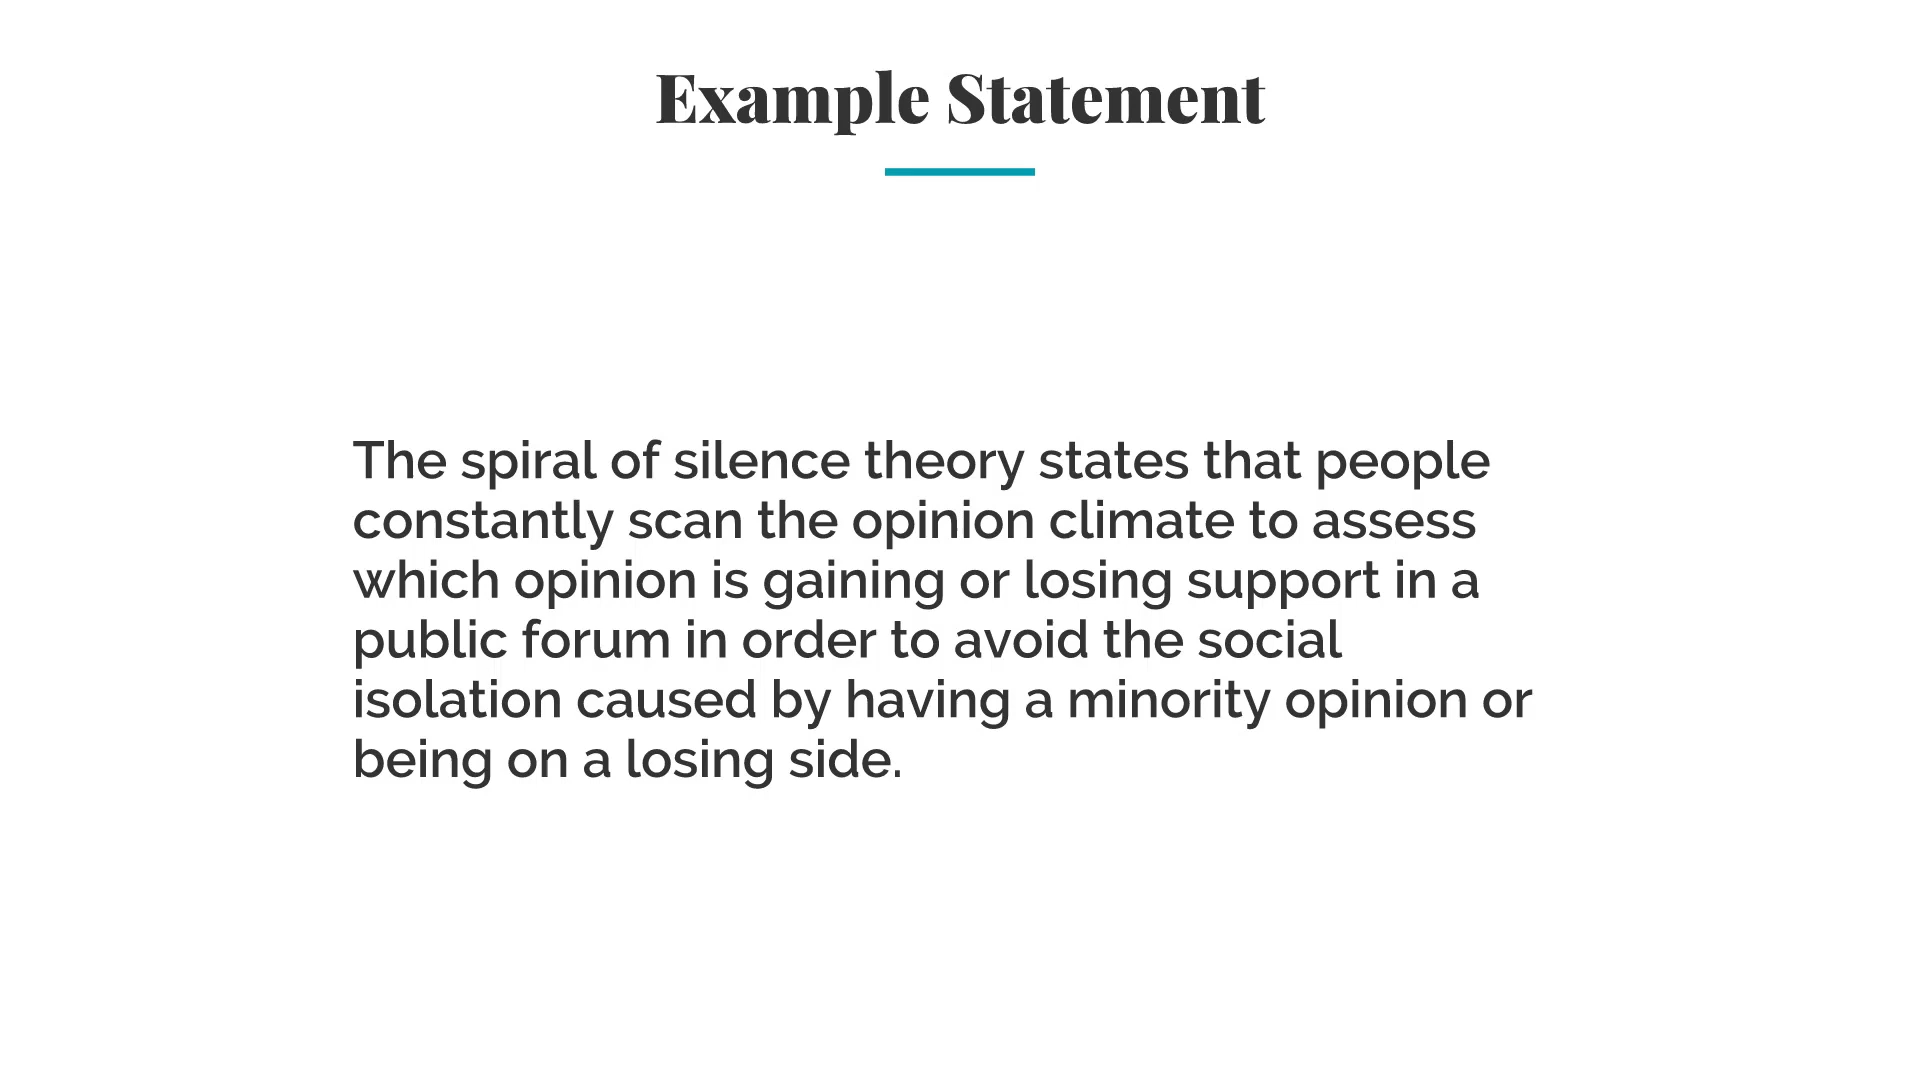 Example Statement
The spiral of silence theory states that people
constantly scan the opinion climate to assess
which opinion is gaining or losing support in a
public forum in order to avoid the social
isolation caused by having a minority opinion or
being on a losing side.